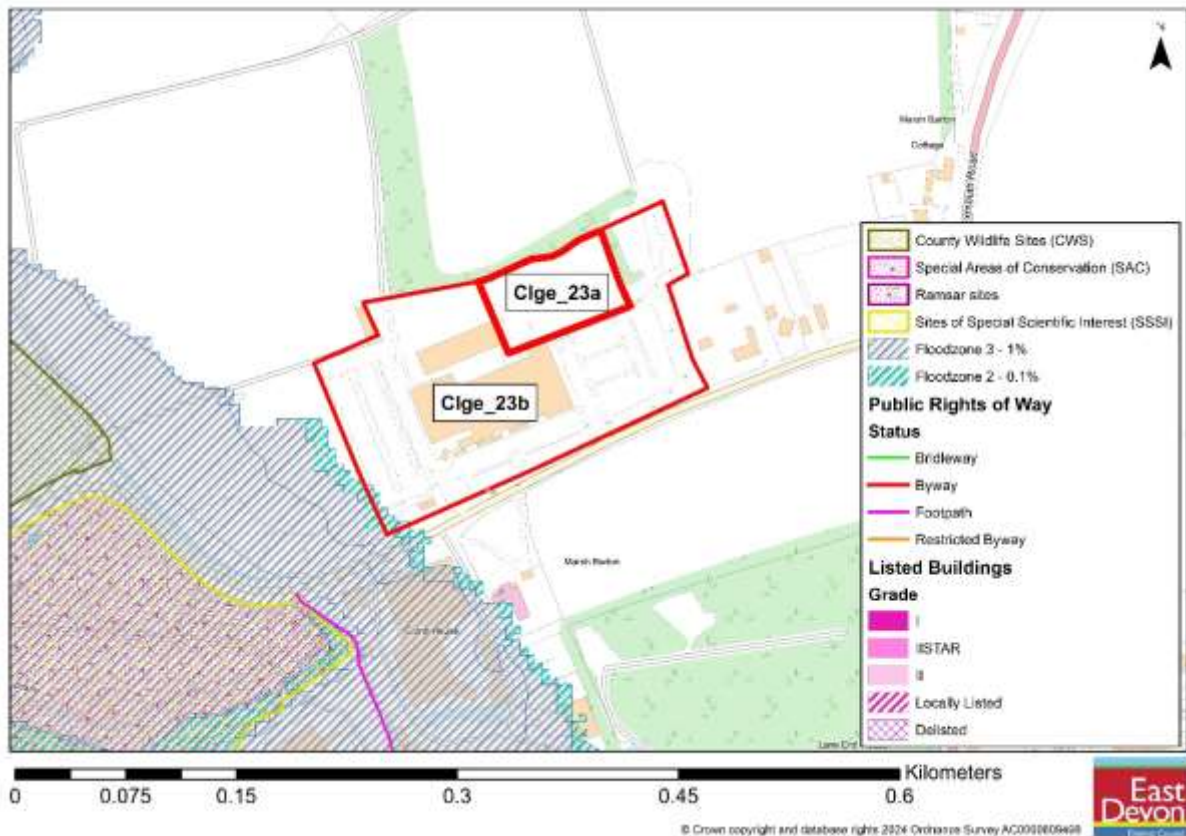 Marsh Barton
Cottage
Clge_23a
Clge_23b
Marsh Barton
County Wildlife Sites (CWS)
Special Areas of Conservation (SAC)
Ramsar sites
Sites of Special Scientific Interest (SSSI)
Floodzone 3 - 1%
Floodzone 2 - 0.1%
Public Rights of Way
Status
Bridleway
Byway
Footpath
Restricted Byway
Listed Buildings
Grade
I
IISTAR
II
Locally Listed
Delisted
Kilometers
0 0.075 0.15 0.3 0.45 0.6
East
Devon
© Crown copyright and database rights 2024 Ordnance Survey